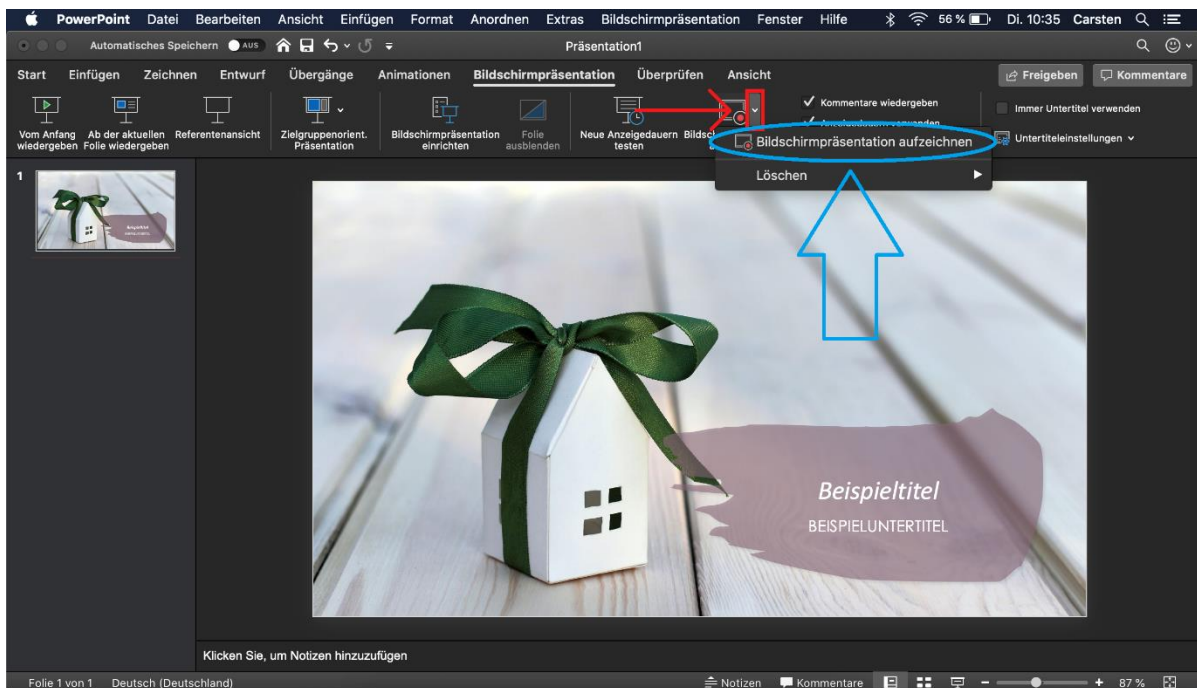 PowerPoint Datei Bearbeiten Ansicht Einfügen Format Anordnen Extras Bildschirmpräsentation Fenster Hilfe 56 % Di. 10:35 Carsten
Automatisches Speichern AUS Präsentation1
Start Einfügen Zeichnen Entwurf Übergänge Animationen Bildschirmpräsentation Überprüfen Ansicht Freigeben Kommentare
Vom Anfang wiedergeben
Ab der aktuellen Folie wiedergeben
Referentenansicht
Zielgruppenorient. Präsentation
Bildschirmpräsentation einrichten
Folie ausblenden
Neue Anzeigedauern testen
Kommentare wiedergeben
Anzeigedauern verwenden
Immer Untertitel verwenden
Untertiteleinstellungen
Bildschirmpräsentation aufzeichnen
Löschen
1
Beispieltitel
BEISPIELUNTERTITEL
Klicken Sie, um Notizen hinzuzufügen
Folie 1 von 1 Deutsch (Deutschland) Notizen Kommentare 87 %